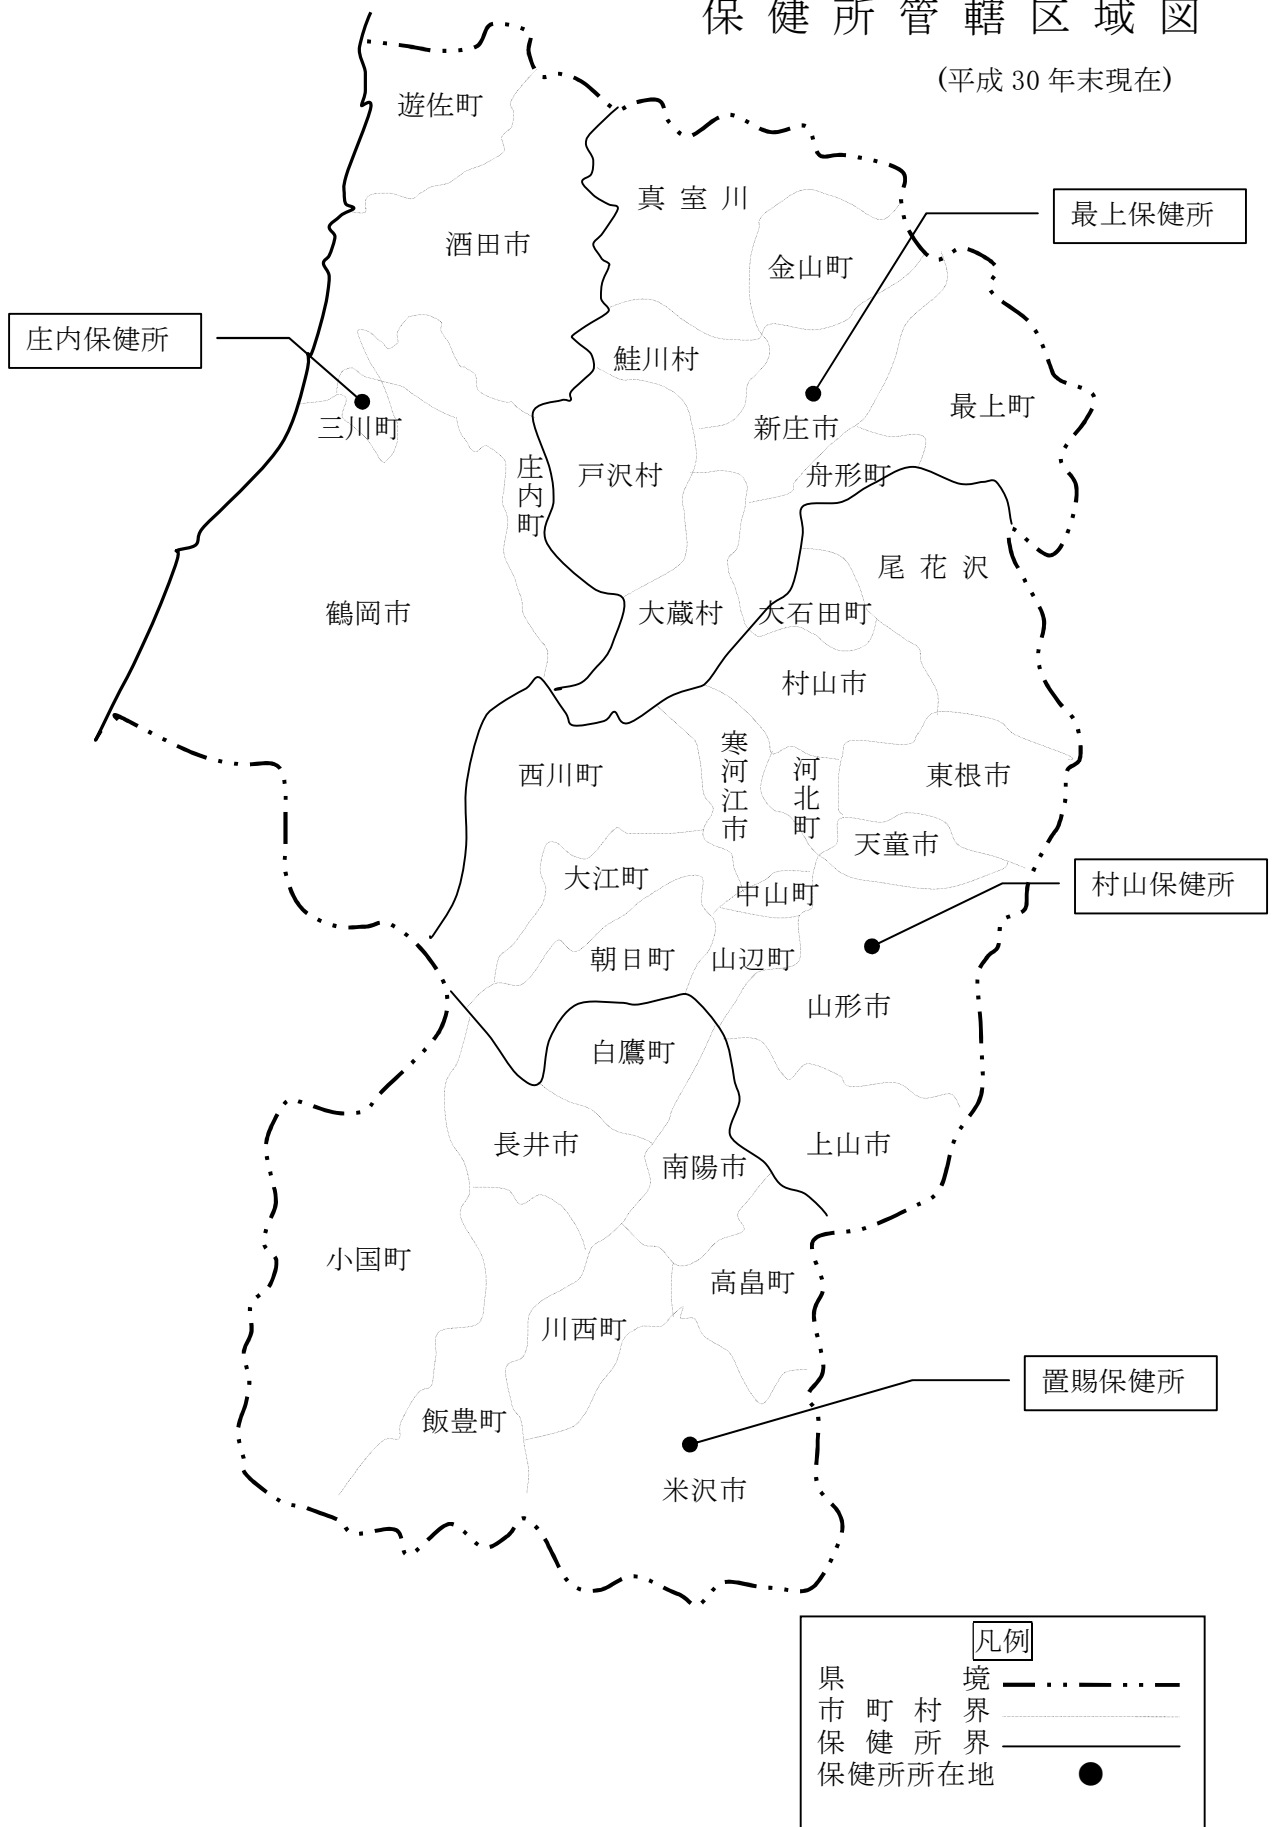 保健所管轄区域図
(平成 30 年末現在)
遊佐町
真室川
最上保健所
酒田市
金山町
庄内保健所
鮭川村
最上町
三川町
新庄市
戸沢村
舟形町
庄内町
尾花沢
鶴岡市
大蔵村
大石田町
村山市
西川町
寒河江市
河北町
東根市
天童市
大江町
中山町
村山保健所
朝日町
山辺町
山形市
白鷹町
長井市
南陽市
上山市
小国町
高畠町
川西町
置賜保健所
飯豊町
米沢市
凡例
県境
市町村界
保健所界
保健所所在地